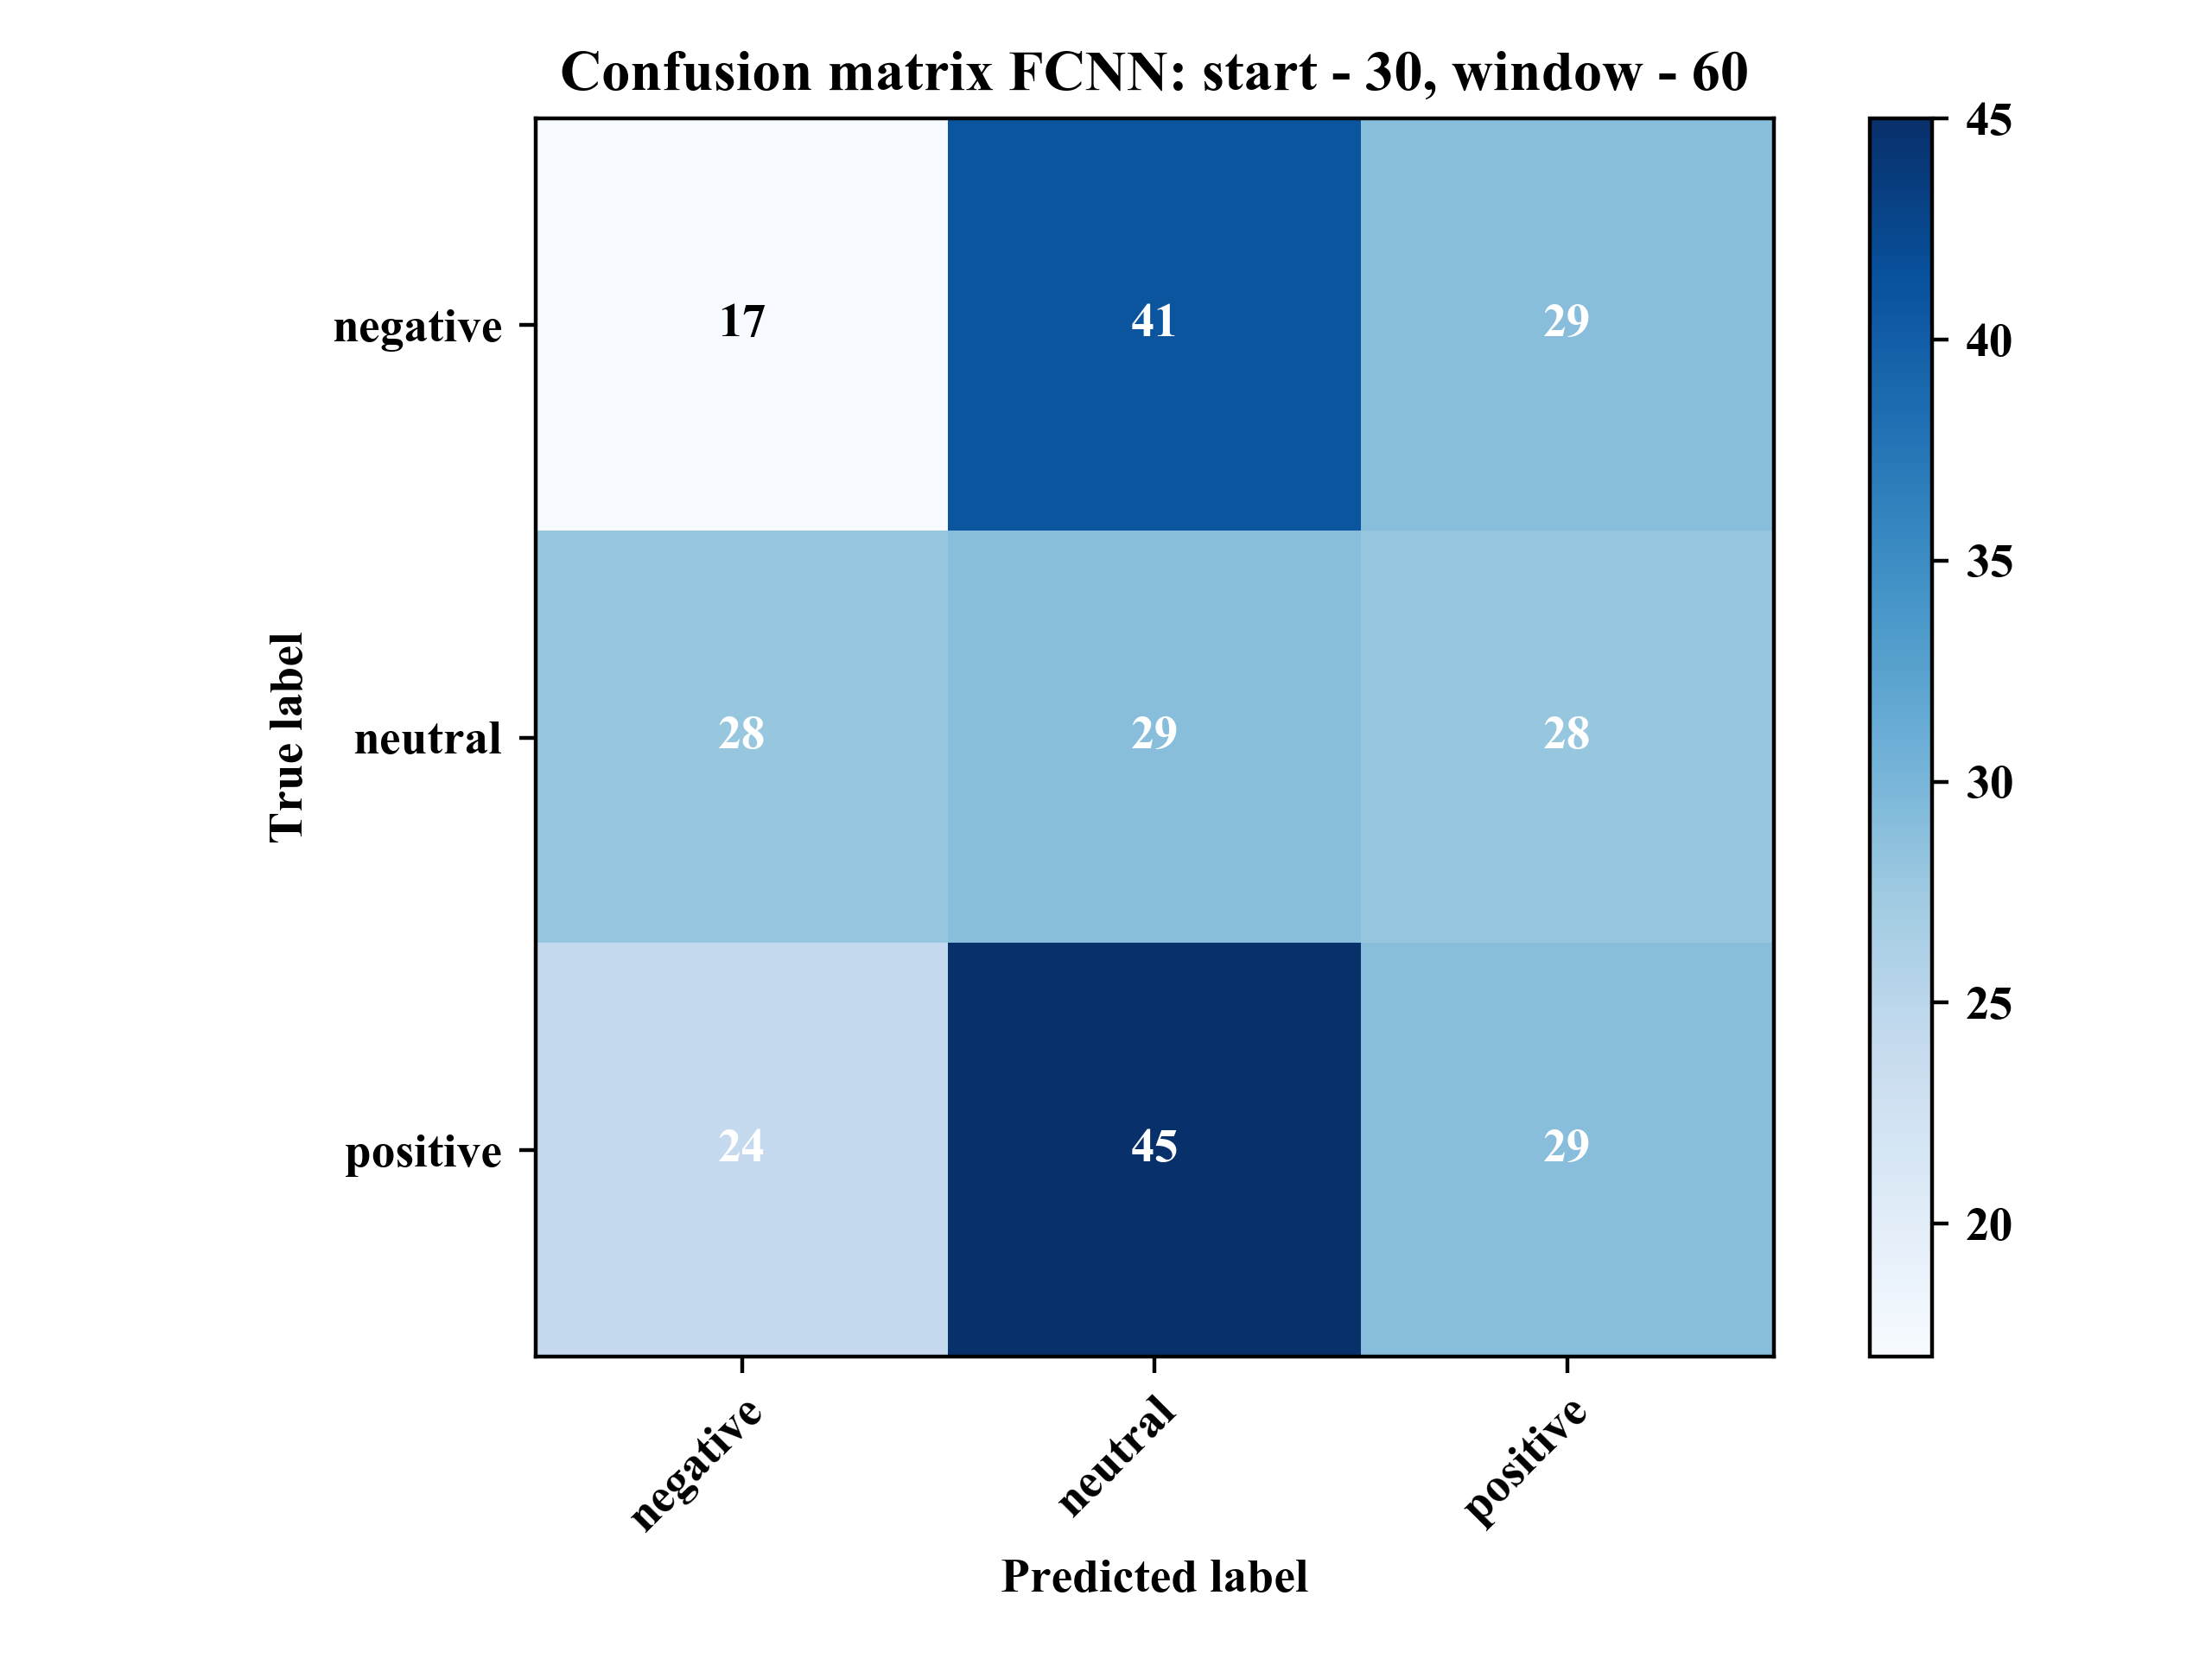 Confusion matrix FCNN: start - 30, window - 60
45
40
35
30
25
20
True label
negative
17 41 29
neutral
28 29 28
positive
24 45 29
negative neutral positive
Predicted label